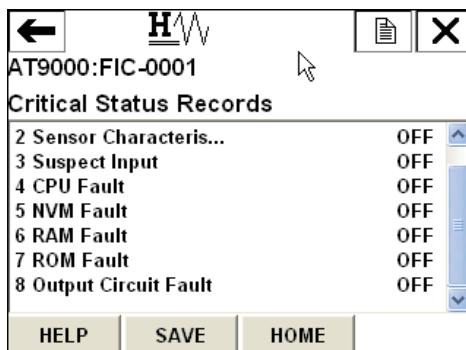 H
AT9000:FIC-0001
Critical Status Records
2 Sensor Characteris... OFF
3 Suspect Input OFF
4 CPU Fault OFF
5 NVM Fault OFF
6 RAM Fault OFF
7 ROM Fault OFF
8 Output Circuit Fault OFF
HELP SAVE HOME